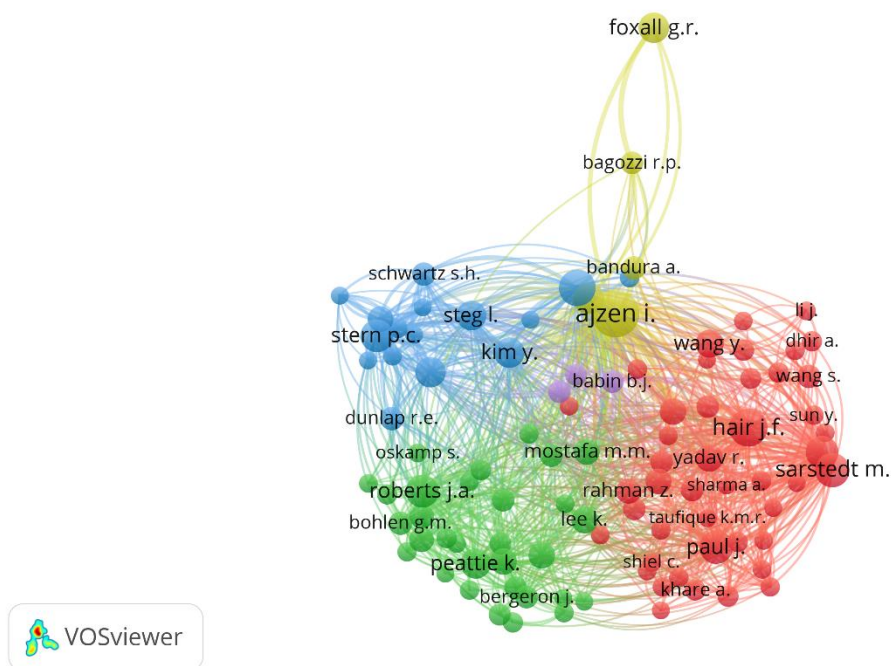 foxall g.r.
bagozzi r.p.
schwartz s.h.
bandura a.
steg l.
ajzen i.
li j.
stern p.c.
kim y.
wang y.
dhir a.
babin b.j.
wang s.
dunlap r.e.
hair j.f.
sun y.
oskamp s.
mostafa m.m.
yadav r.
sarstedt m.
roberts j.a.
rahman z.
sharma a.
bohlen g.m.
lee k.
taufique k.m.r.
peattie k.
paul j.
shiel c.
bergeron j.
khare a.
VOSviewer